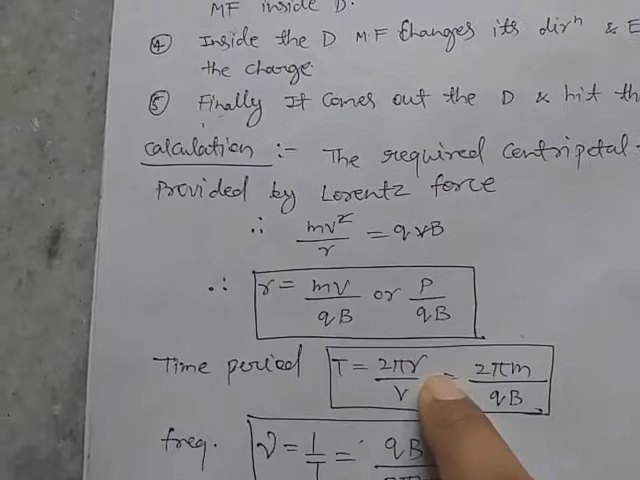 MF inside D.
④ Inside the D MF Changes its dirⁿ & E
the charge.
⑤ Finally It comes out the D & hit th
Calculation :- The required Centripetal
Provided by Lorentz force
∴ mv²/r = qvB
∴ r = mv/qB or P/qB
Time period T = 2πr/v = 2πm/qB
freq. ν = 1/T = qB